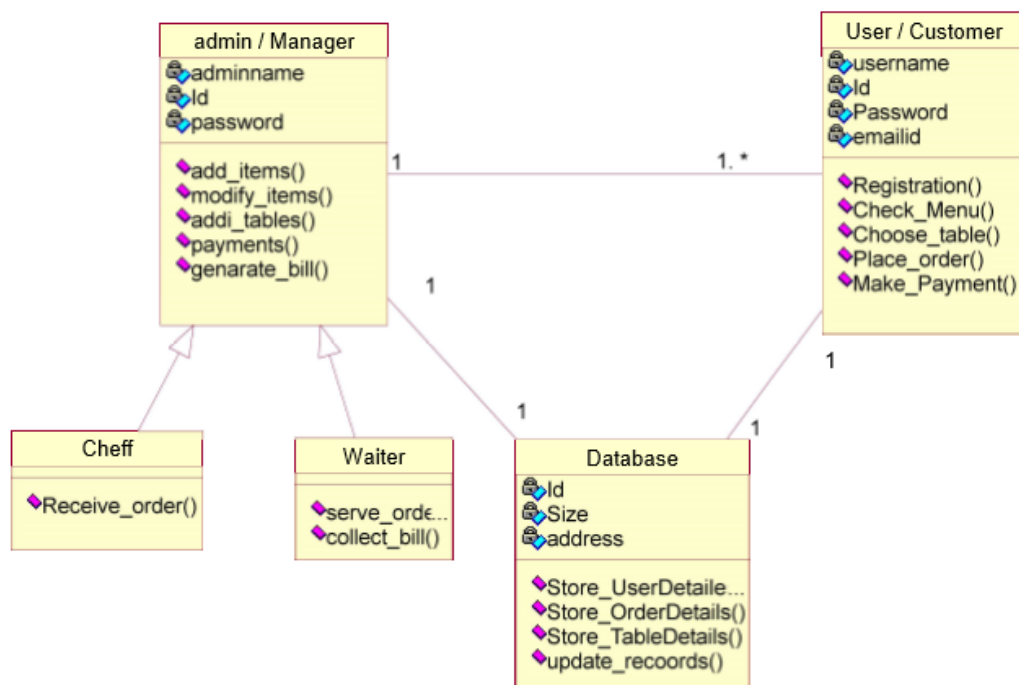 admin / Manager
adminname
Id
password
add_items()
modify_items()
addi_tables()
payments()
genarate_bill()
1
1. *
User / Customer
username
Id
Password
emailid
Registration()
Check_Menu()
Choose_table()
Place_order()
Make_Payment()
1
1
1
1
Cheff
Receive_order()
Waiter
serve_orde...
collect_bill()
Database
Id
Size
address
Store_UserDetaile...
Store_OrderDetails()
Store_TableDetails()
update_recoords()